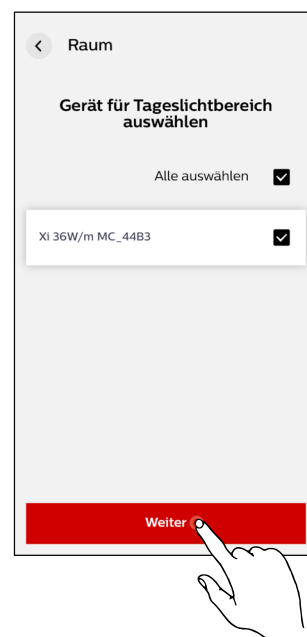 Raum
Gerät für Tageslichtbereich
auswählen
Alle auswählen
Xi 36W/m MC_44B3
Weiter